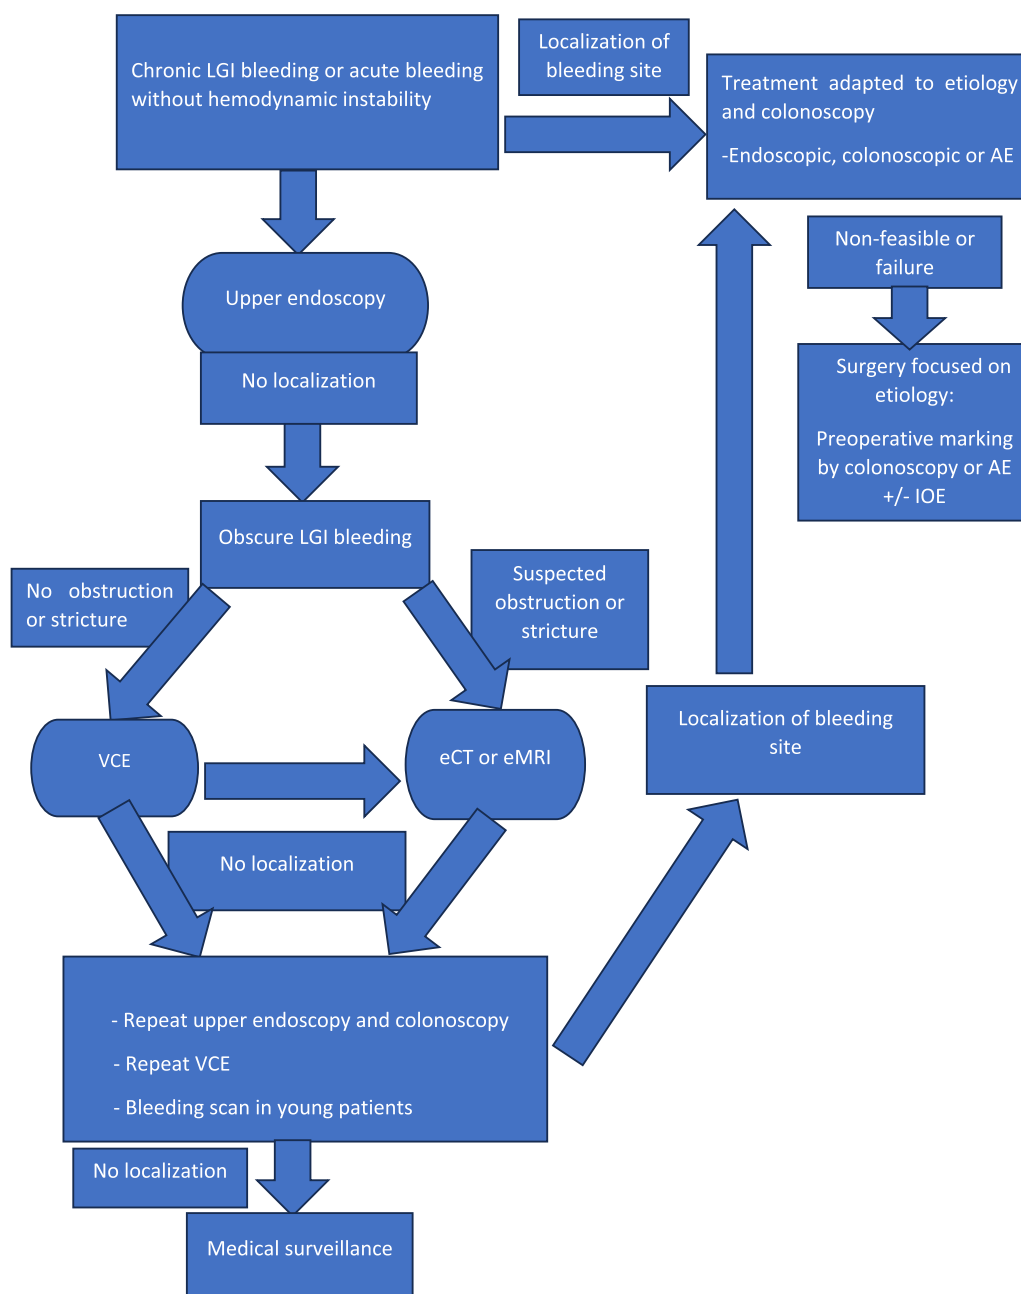 Chronic LGI bleeding or acute bleeding
without hemodynamic instability
Localization of
bleeding site
Treatment adapted to etiology
and colonoscopy
-Endoscopic, colonoscopic or AE
Non-feasible or
failure
Surgery focused on
etiology:
Preoperative marking
by colonoscopy or AE
+/- IOE
Upper endoscopy
No localization
Obscure LGI bleeding
No obstruction
or stricture
Suspected
obstruction or
stricture
VCE
eCT or eMRI
Localization of bleeding
site
No localization
- Repeat upper endoscopy and colonoscopy
- Repeat VCE
- Bleeding scan in young patients
No localization
Medical surveillance